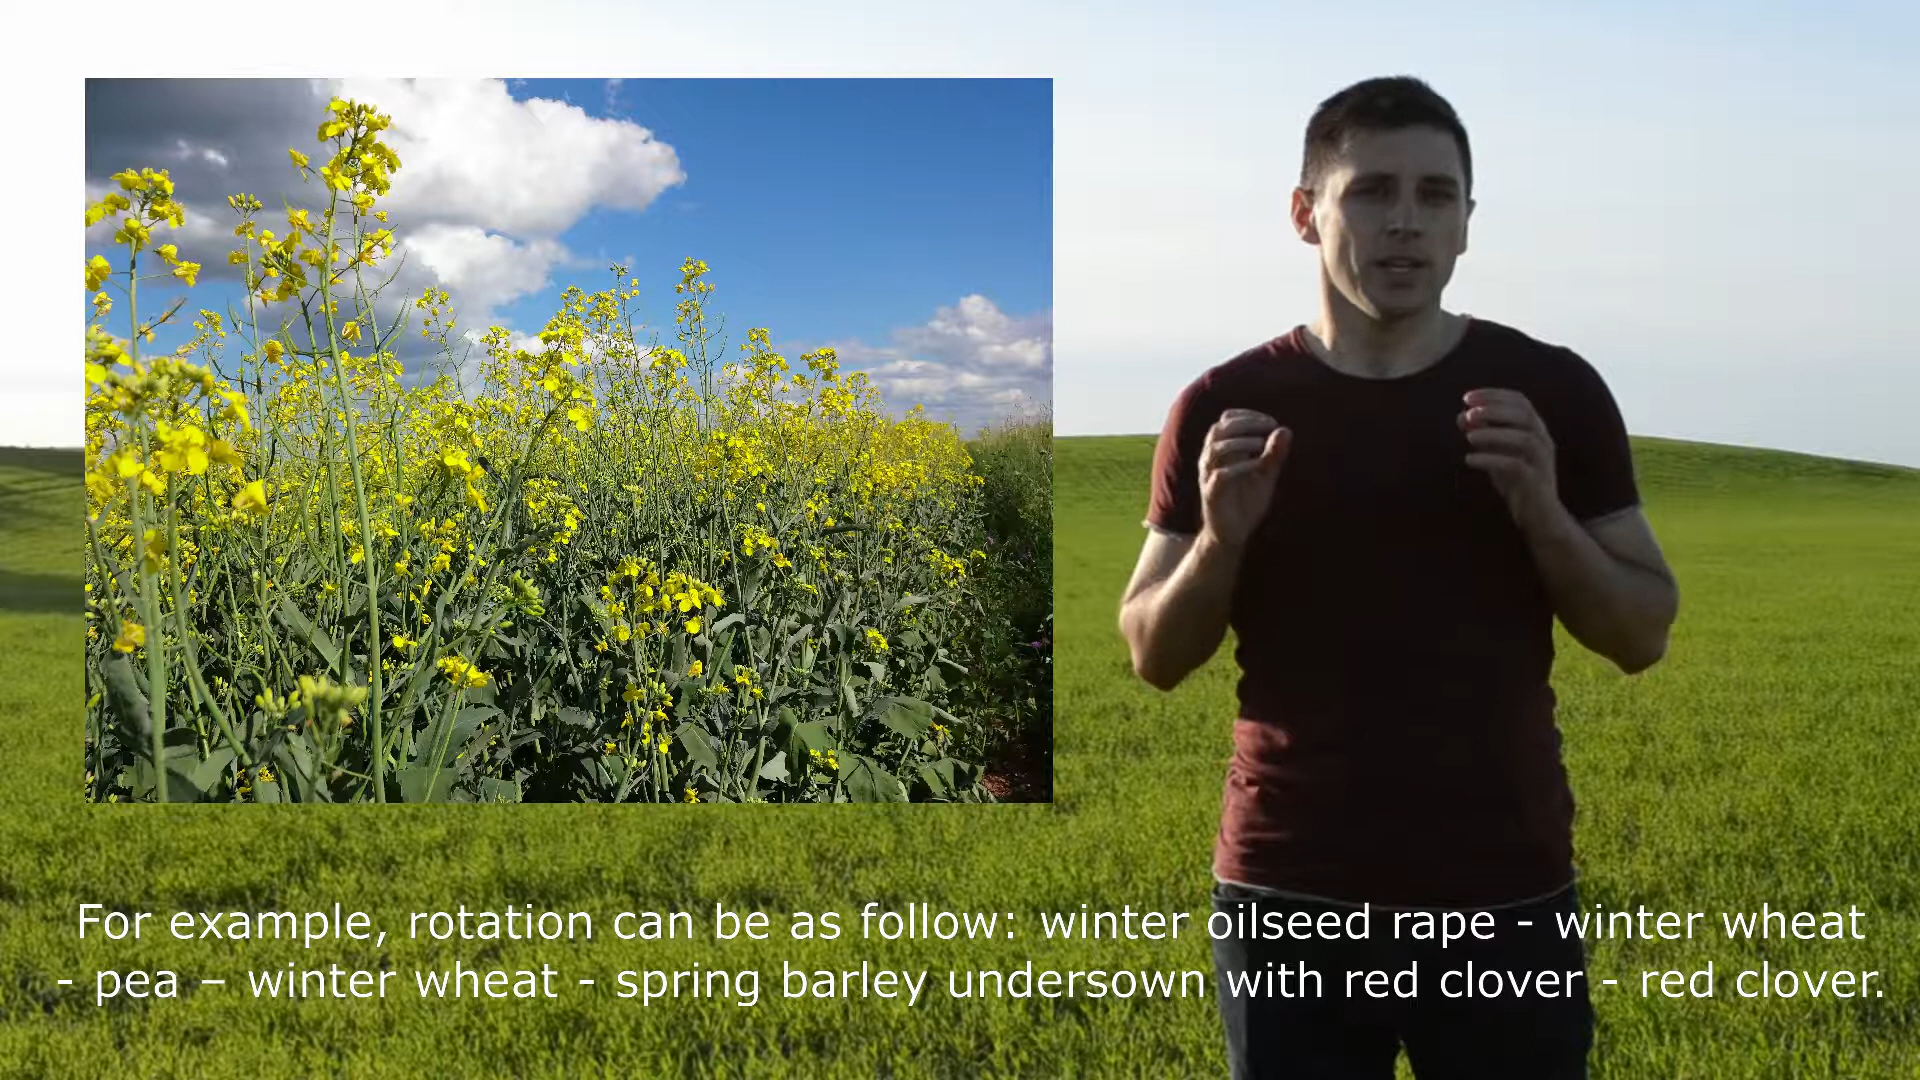 For example, rotation can be as follow: winter oilseed rape - winter wheat
- pea – winter wheat - spring barley undersown with red clover - red clover.